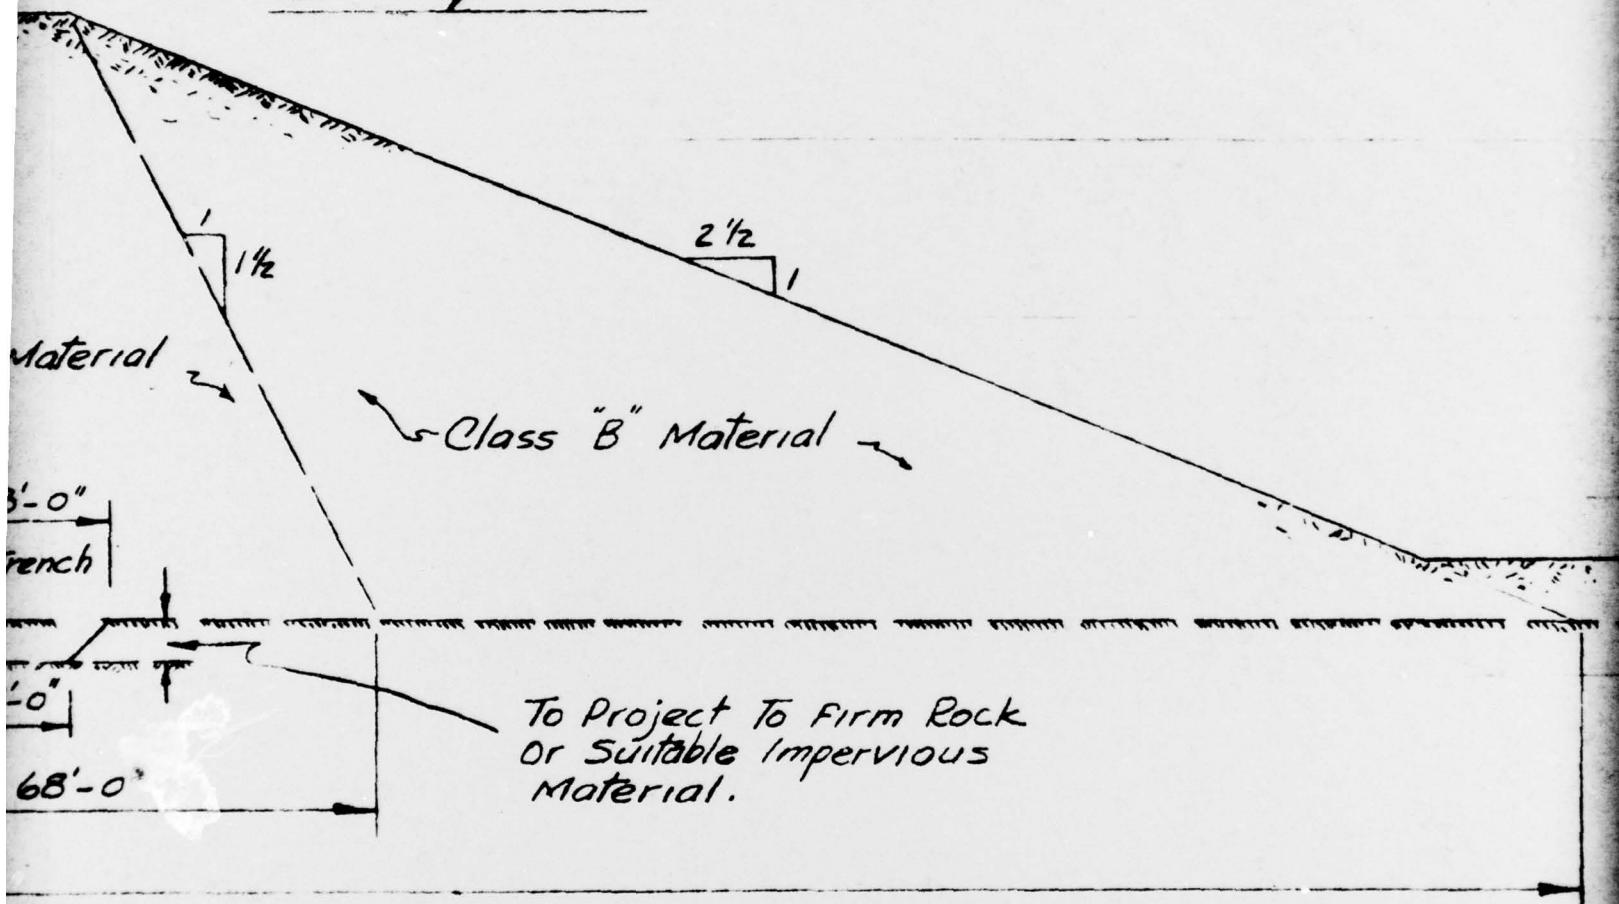 1
1½
2½
1
Material
Class "B" Material
3'-0"
rench
'-0"
68'-0"
To Project To Firm Rock
Or Suitable Impervious
Material.